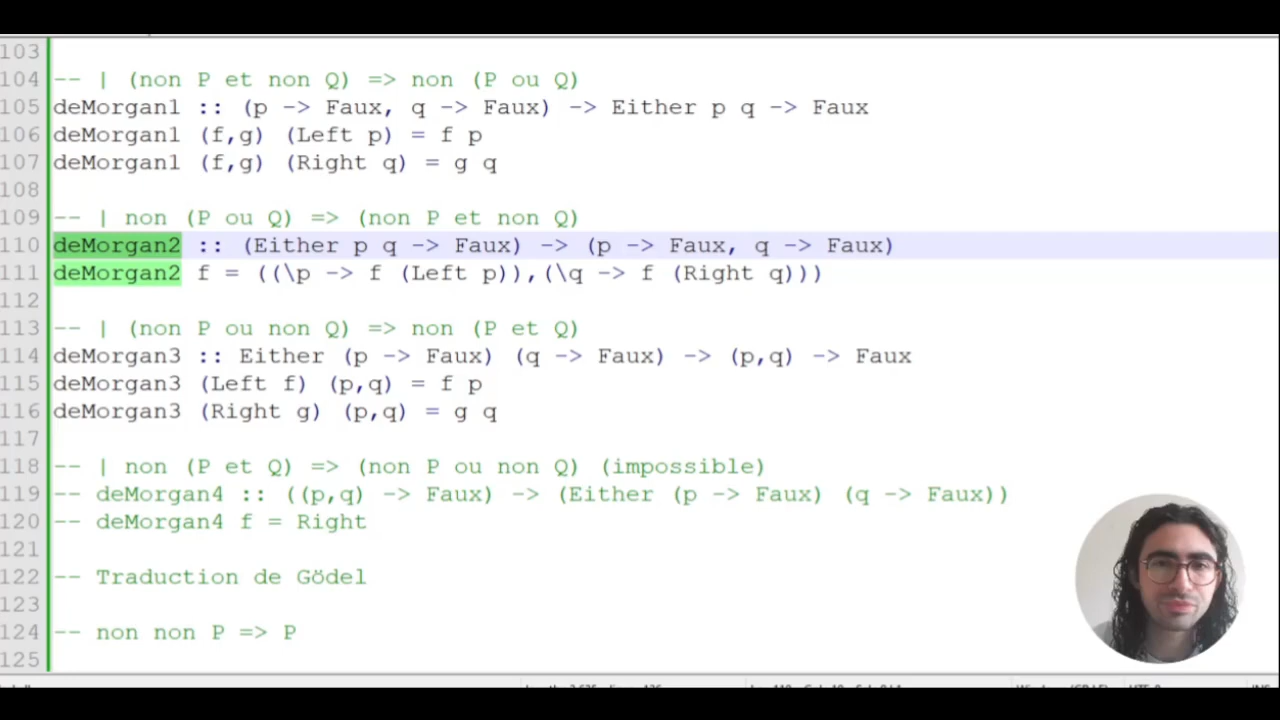 103
104 -- | (non P et non Q) => non (P ou Q)
105 deMorgan1 :: (p -> Faux, q -> Faux) -> Either p q -> Faux
106 deMorgan1 (f,g) (Left p) = f p
107 deMorgan1 (f,g) (Right q) = g q
108
109 -- | non (P ou Q) => (non P et non Q)
110 deMorgan2 :: (Either p q -> Faux) -> (p -> Faux, q -> Faux)
111 deMorgan2 f = ((\p -> f (Left p)),(\q -> f (Right q)))
112
113 -- | (non P ou non Q) => non (P et Q)
114 deMorgan3 :: Either (p -> Faux) (q -> Faux) -> (p,q) -> Faux
115 deMorgan3 (Left f) (p,q) = f p
116 deMorgan3 (Right g) (p,q) = g q
117
118 -- | non (P et Q) => (non P ou non Q) (impossible)
119 -- deMorgan4 :: ((p,q) -> Faux) -> (Either (p -> Faux) (q -> Faux))
120 -- deMorgan4 f = Right
121
122 -- Traduction de Gödel
123
124 -- non non P => P
125